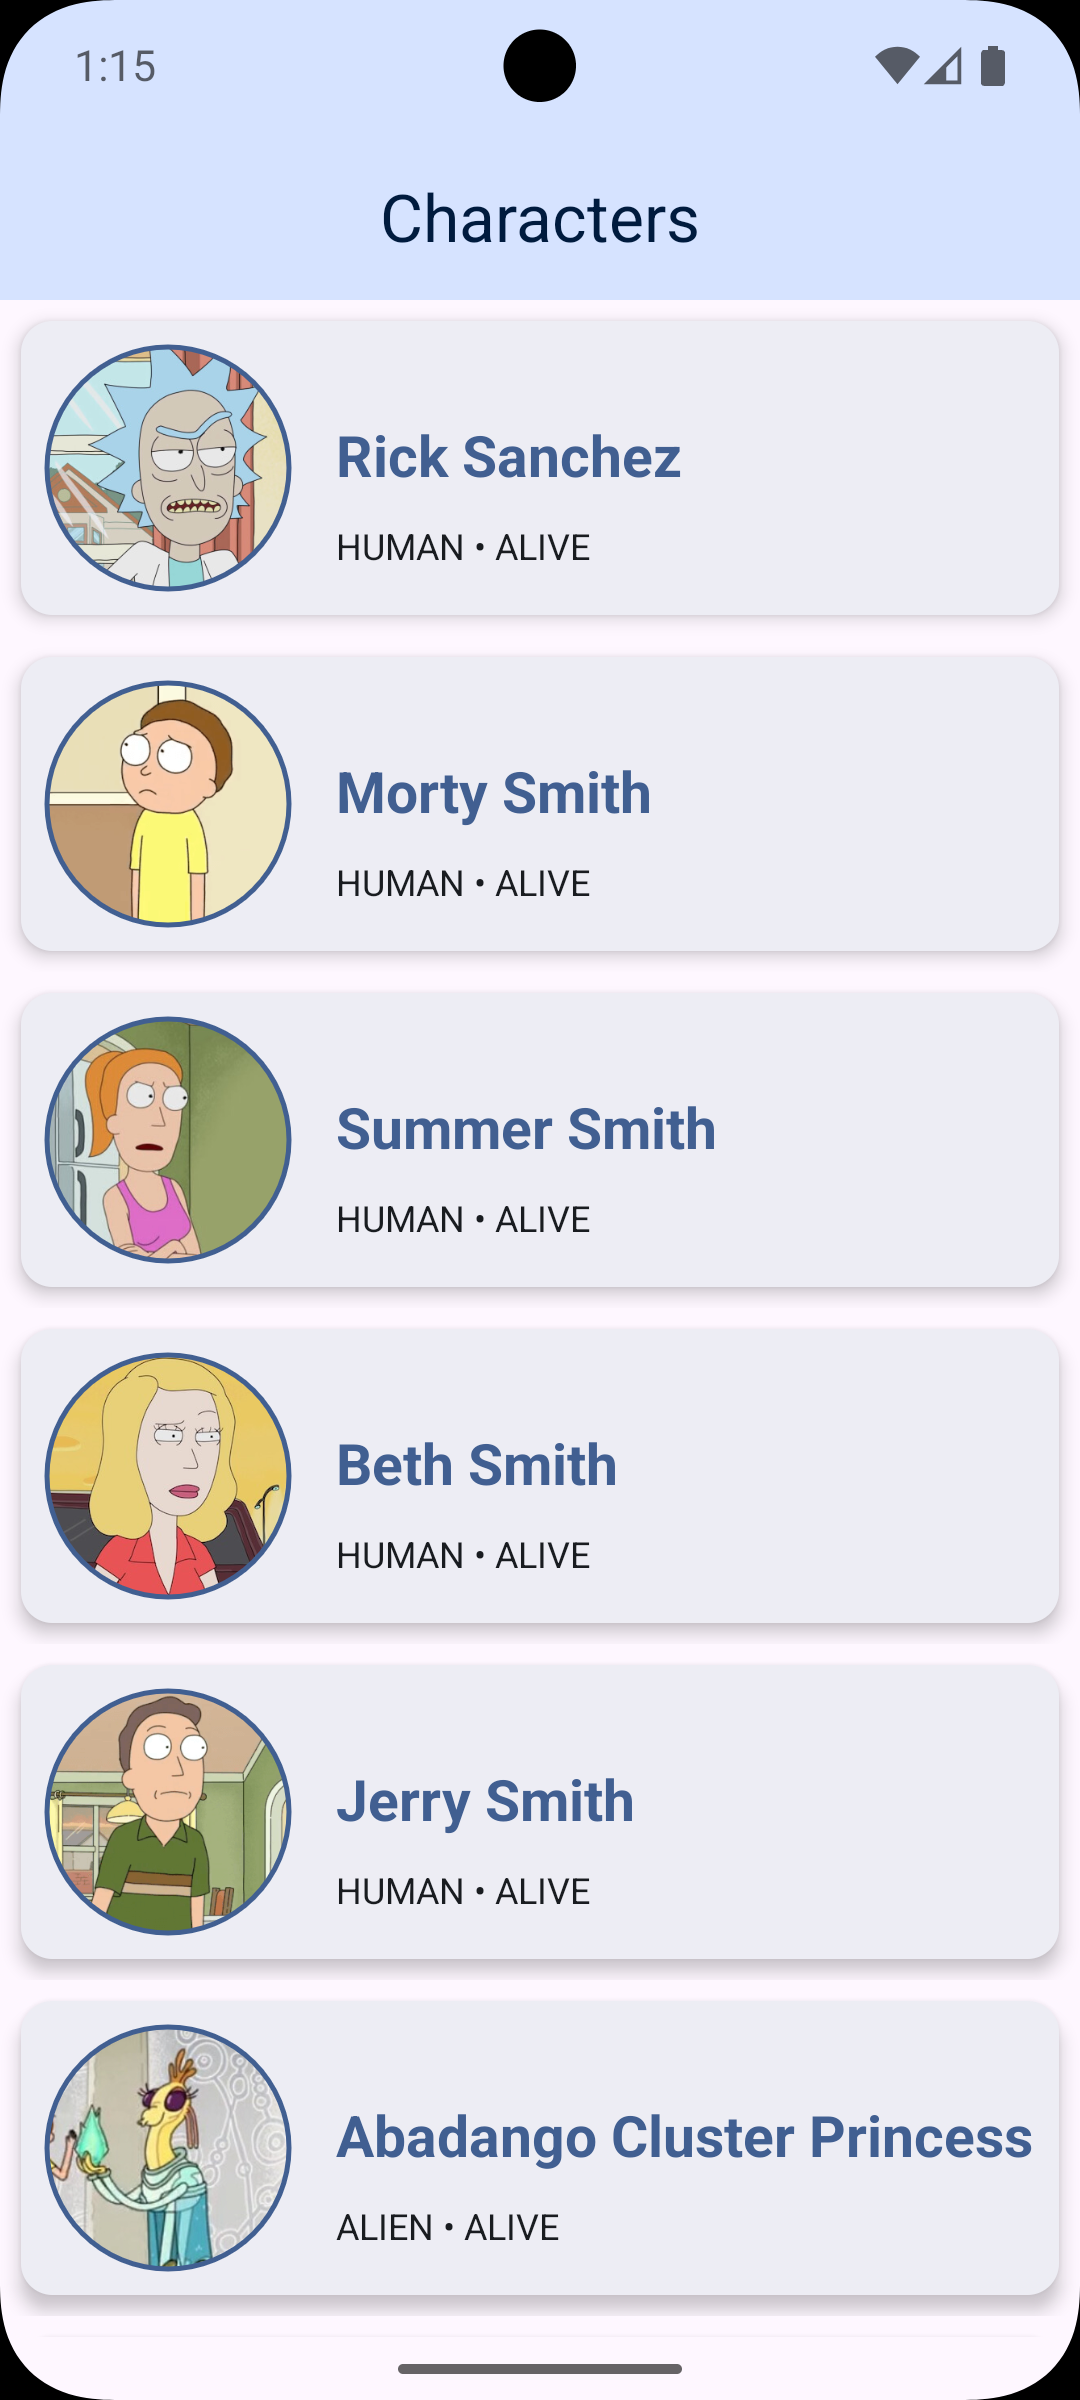 1:15
Characters
Rick Sanchez
HUMAN • ALIVE
Morty Smith
HUMAN • ALIVE
Summer Smith
HUMAN • ALIVE
Beth Smith
HUMAN • ALIVE
Jerry Smith
HUMAN • ALIVE
Abadango Cluster Princess
ALIEN • ALIVE